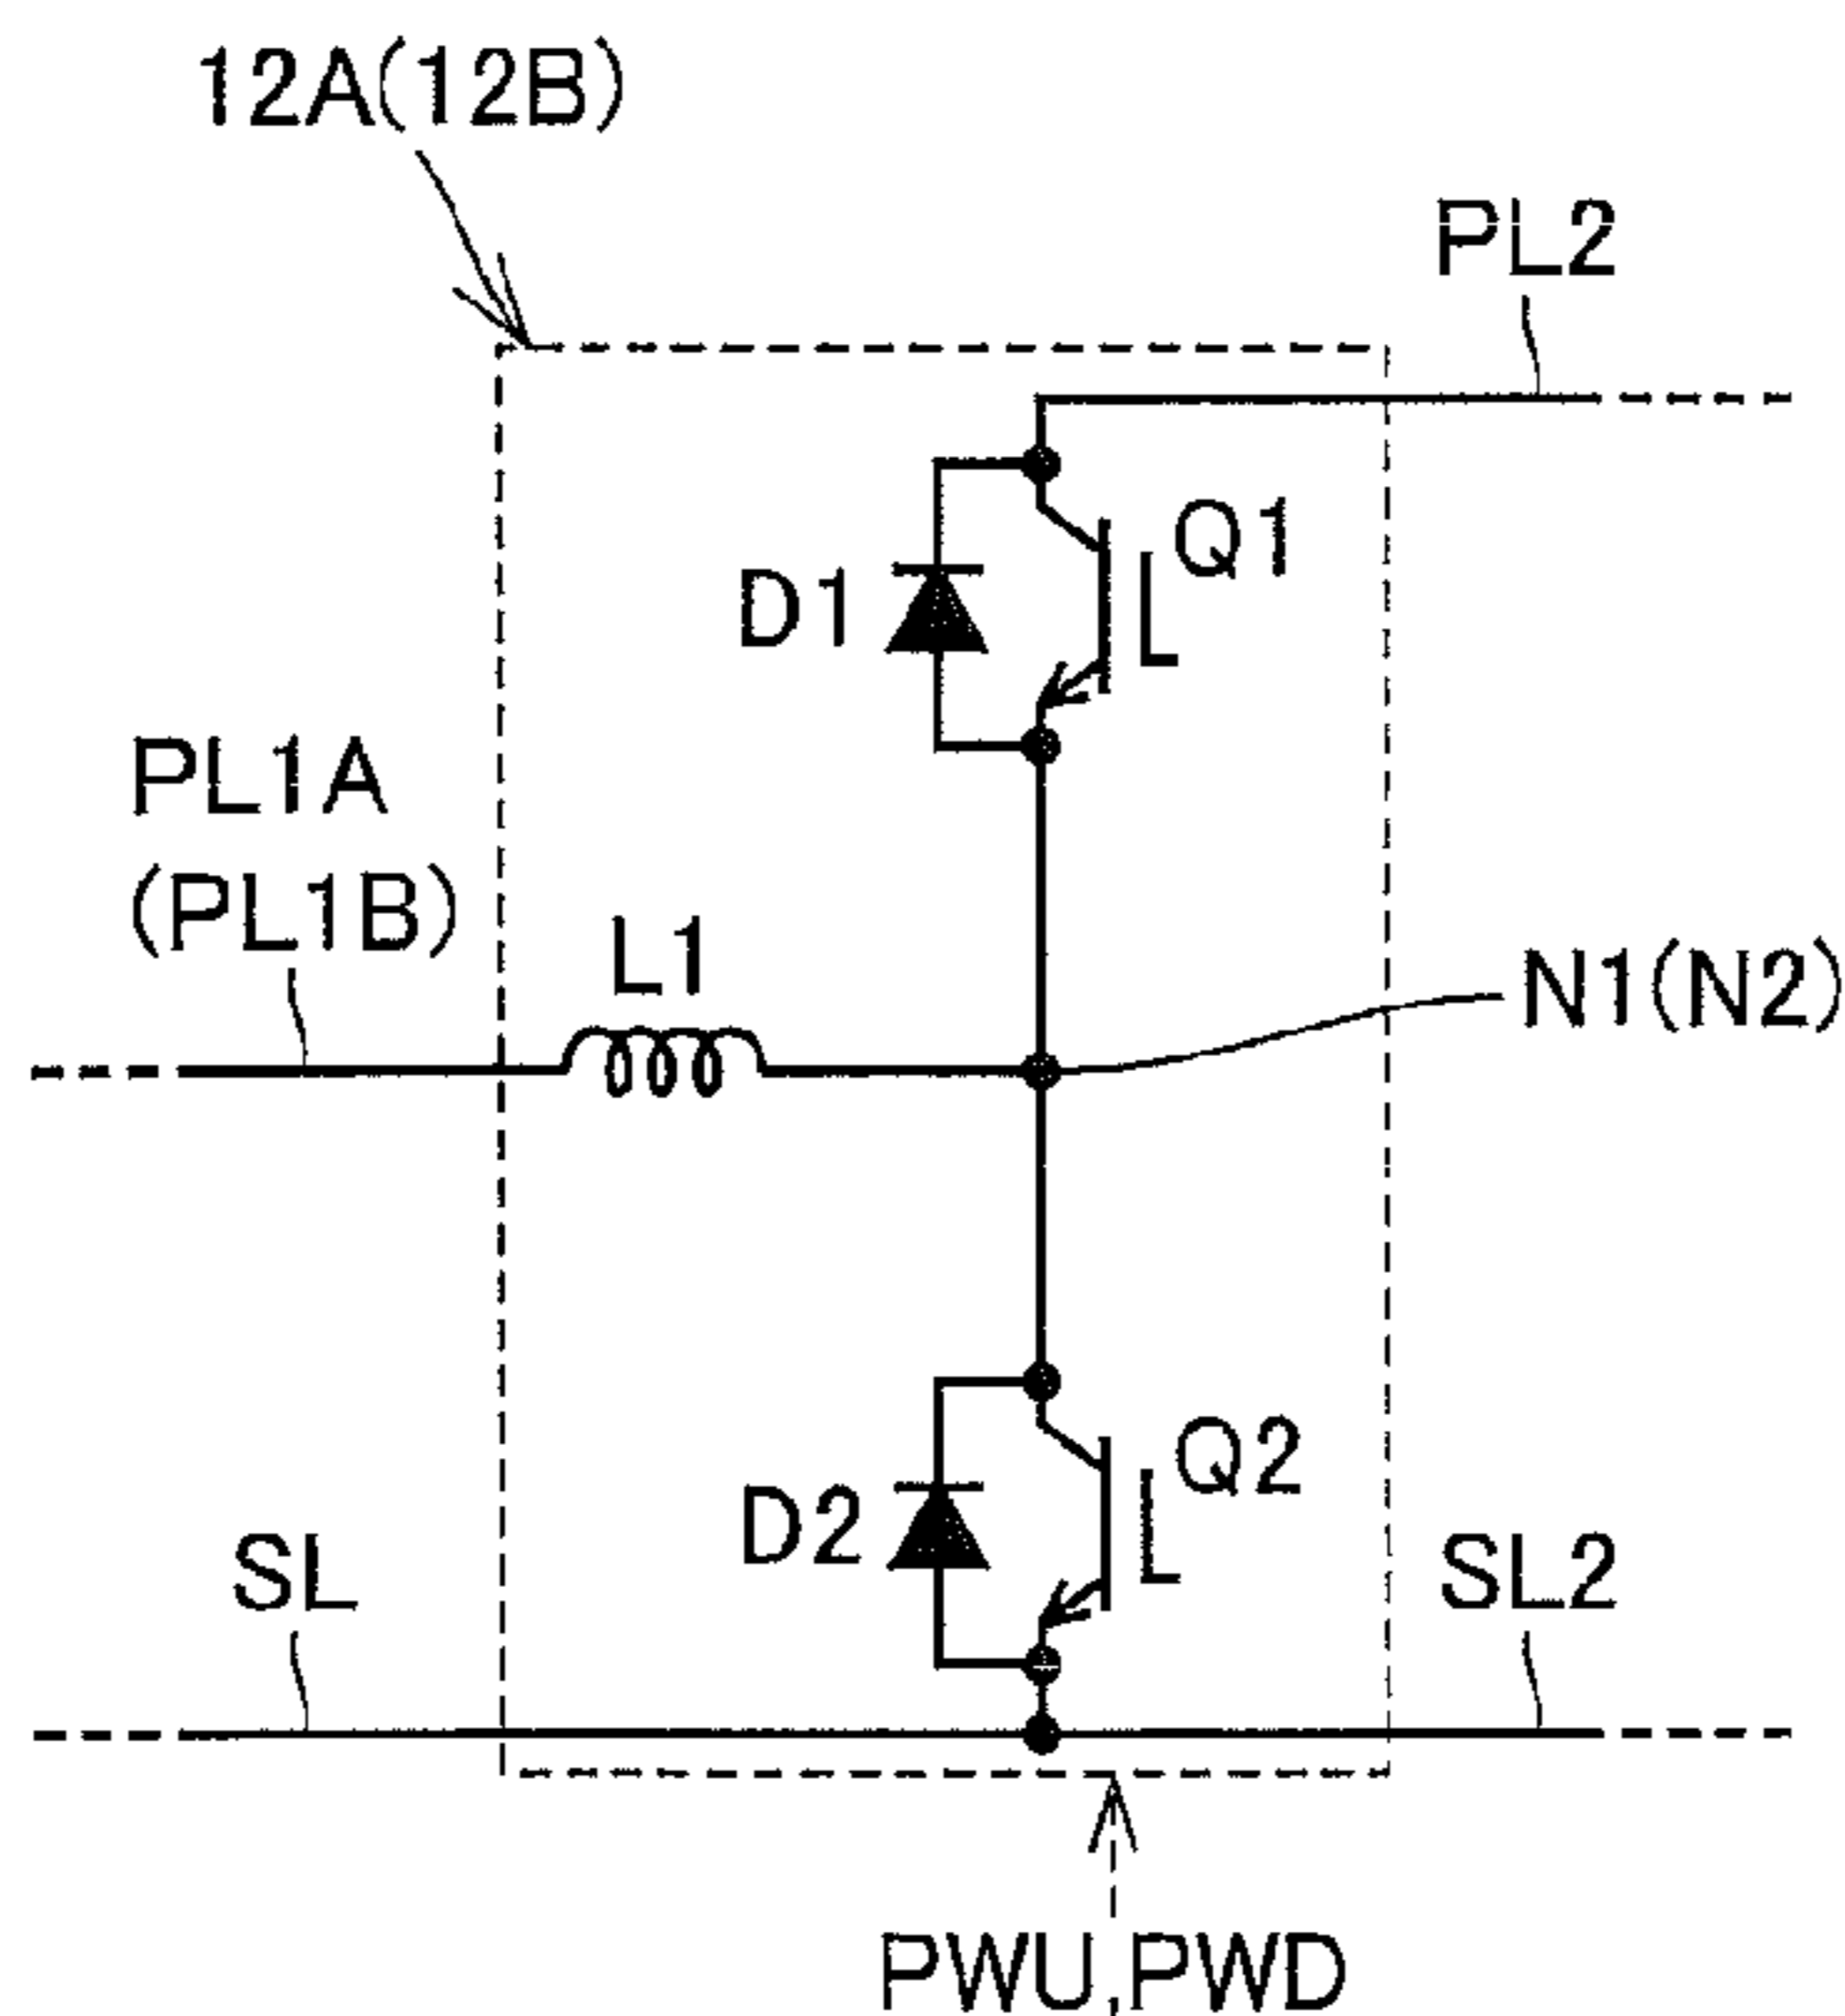 12A(12B)
PL2
Q1
D1
PL1A
(PL1B)
L1
N1(N2)
Q2
D2
SL
SL2
PWU,PWD